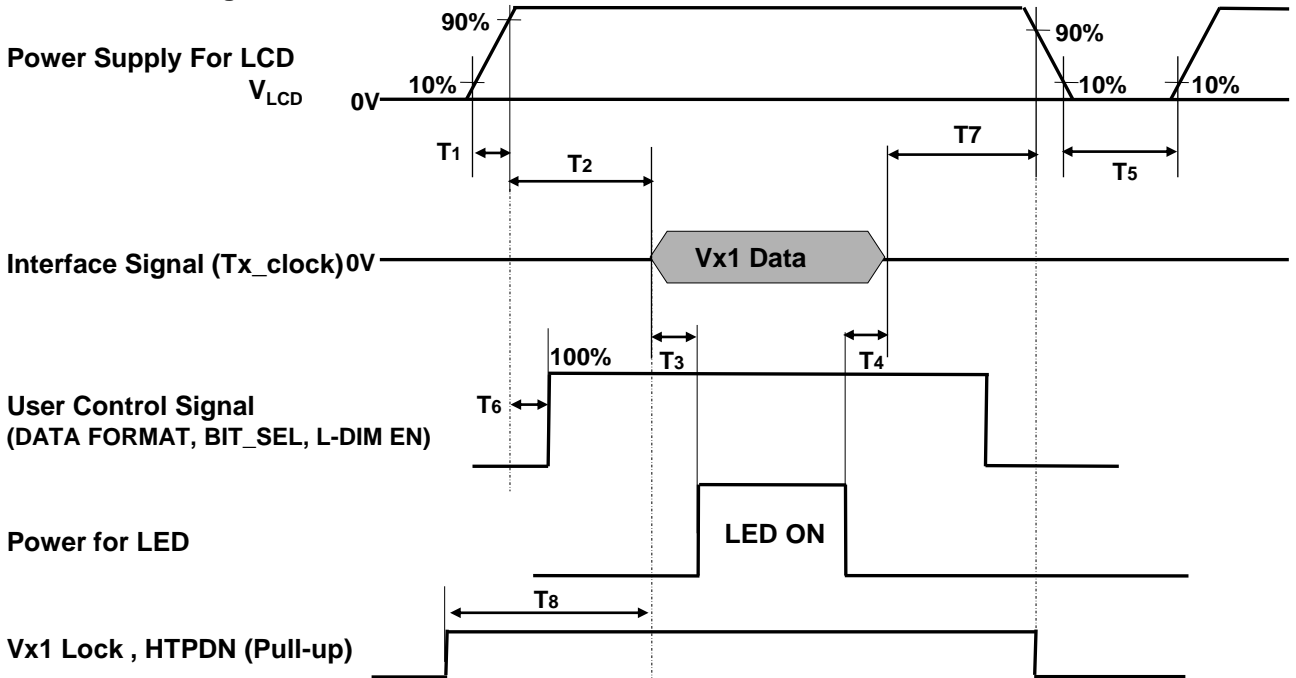 90%
90%
Power Supply For LCD
VLCD
0V
10%
10%
10%
T1
T2
T7
T5
Interface Signal (Tx_clock)
0V
Vx1 Data
100%
T3
T4
T6
User Control Signal
(DATA FORMAT, BIT_SEL, L-DIM EN)
LED ON
Power for LED
T8
Vx1 Lock , HTPDN (Pull-up)